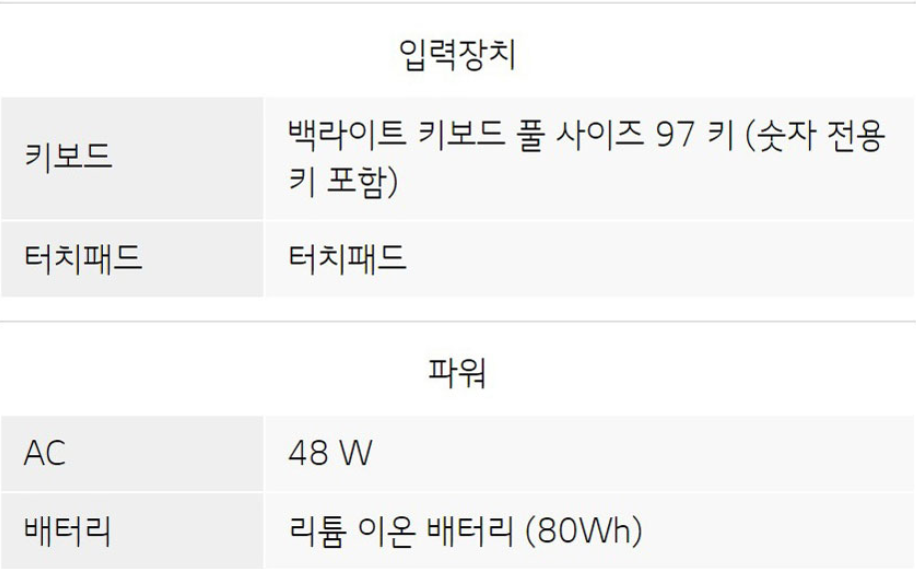 입력장치
키보드
백라이트 키보드 풀 사이즈 97 키 (숫자 전용
키 포함)
터치패드
터치패드
파워
AC
48 W
배터리
리튬 이온 배터리 (80Wh)